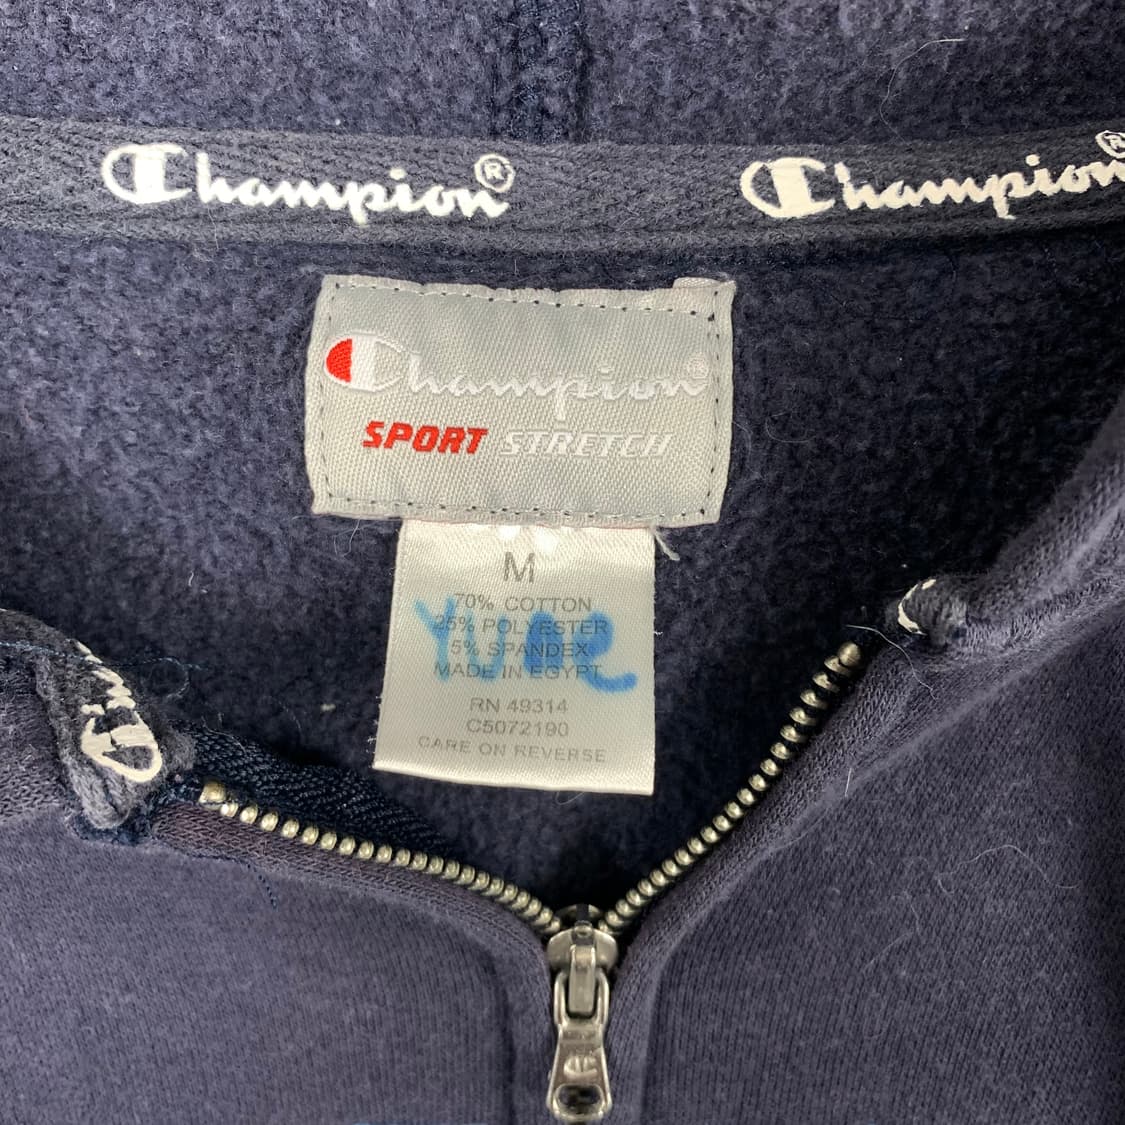 Champion® Champion®
Champion®
SPORT STRETCH
M
70% COTTON
25% POLYESTER
5% SPANDEX
MADE IN EGYPT
RN 49314
C5072190
CARE ON REVERSE